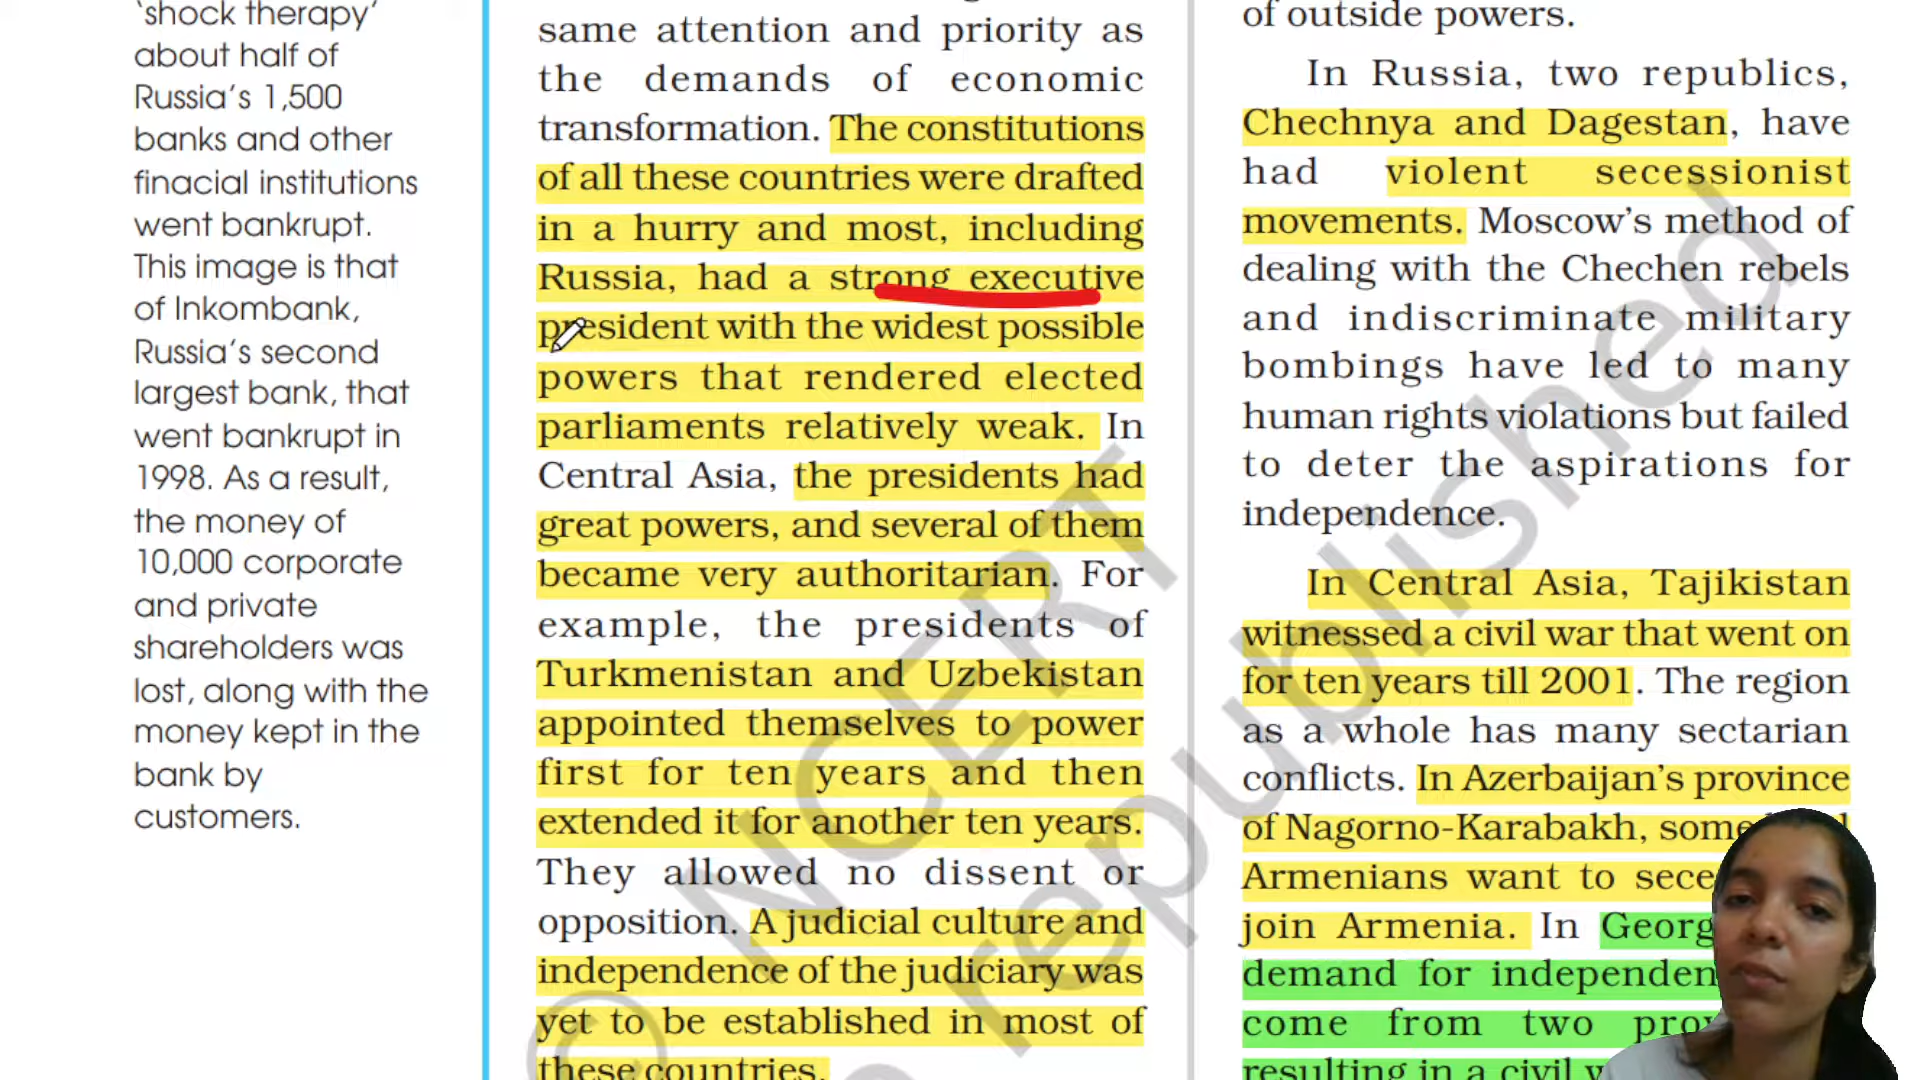 ‘shock therapy’
about half of
Russia’s 1,500
banks and other
finacial institutions
went bankrupt.
This image is that
of Inkombank,
Russia’s second
largest bank, that
went bankrupt in
1998. As a result,
the money of
10,000 corporate
and private
shareholders was
lost, along with the
money kept in the
bank by
customers.
same attention and priority as
the demands of economic
transformation. The constitutions
of all these countries were drafted
in a hurry and most, including
Russia, had a strong executive
president with the widest possible
powers that rendered elected
parliaments relatively weak. In
Central Asia, the presidents had
great powers, and several of them
became very authoritarian. For
example, the presidents of
Turkmenistan and Uzbekistan
appointed themselves to power
first for ten years and then
extended it for another ten years.
They allowed no dissent or
opposition. A judicial culture and
independence of the judiciary was
yet to be established in most of
these countries.
of outside powers.
In Russia, two republics,
Chechnya and Dagestan, have
had violent secessionist
movements. Moscow’s method of
dealing with the Chechen rebels
and indiscriminate military
bombings have led to many
human rights violations but failed
to deter the aspirations for
independence.
In Central Asia, Tajikistan
witnessed a civil war that went on
for ten years till 2001. The region
as a whole has many sectarian
conflicts. In Azerbaijan’s province
of Nagorno-Karabakh, some
Armenians want to
join Armenia. In
demand for
come from two
resulting in a civil
© NCERT
republished